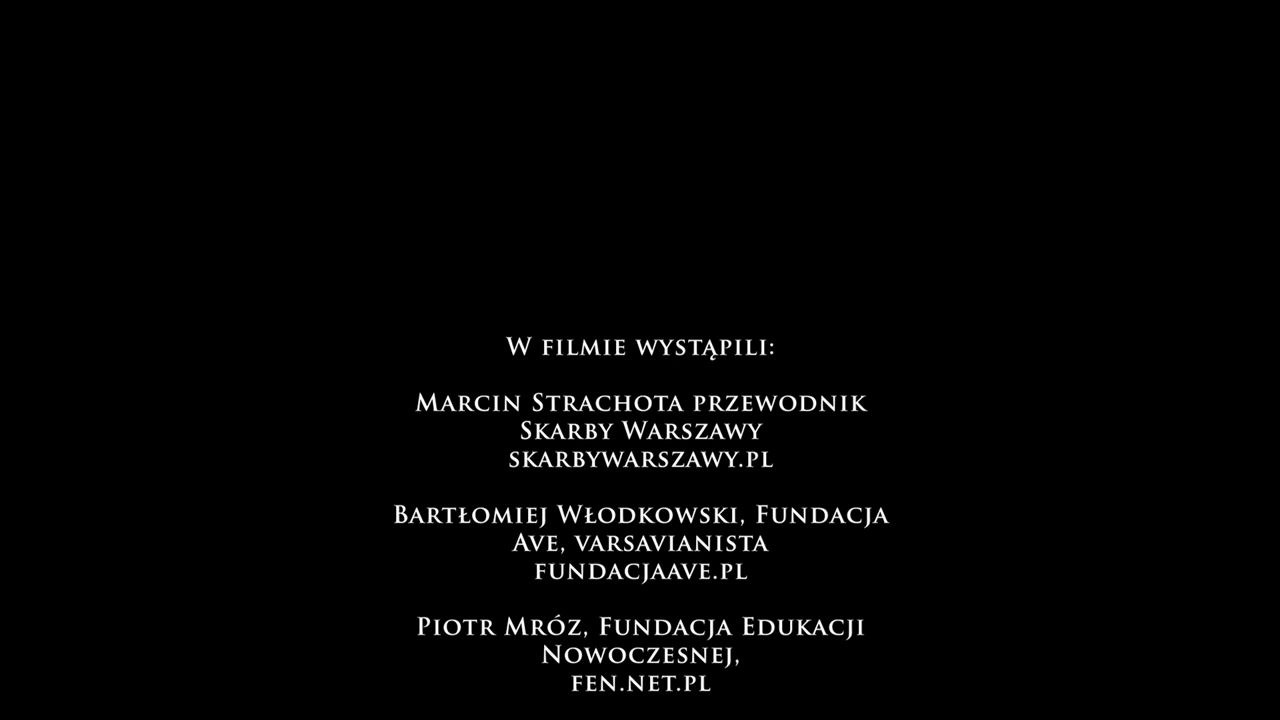 W filmie wystąpili:
Marcin Strachota przewodnik
Skarby Warszawy
skarbywarszawy.pl
Bartłomiej Włodkowski, Fundacja
Ave, varsavianista
fundacjaave.pl
Piotr Mróz, Fundacja Edukacji
Nowoczesnej,
fen.net.pl